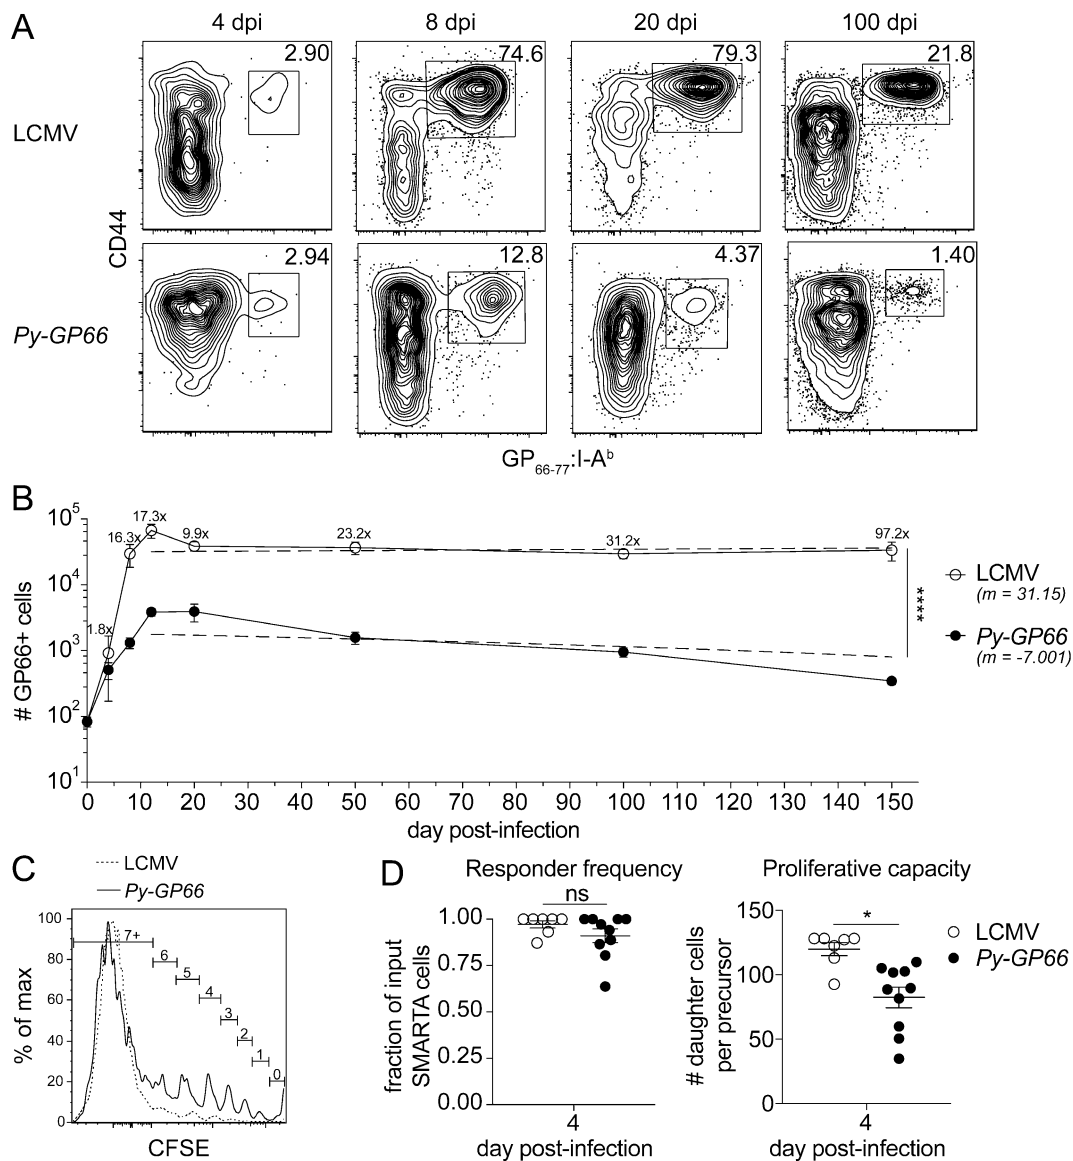 A
4 dpi 8 dpi 20 dpi 100 dpi
LCMV
2.90 74.6 79.3 21.8
CD44
Py-GP66
2.94 12.8 4.37 1.40
GP66-77:I-Ab
B
# GP66+ cells
10^5
10^4
10^3
10^2
10^1
1.8x 16.3x 17.3x 9.9x 23.2x 31.2x 97.2x
****
LCMV
(m = 31.15)
Py-GP66
(m = -7.001)
0 10 20 30 40 50 60 70 80 90 100 110 120 130 140 150
day post-infection
C
LCMV
Py-GP66
% of max
100
80
60
40
20
0
7+ 6 5 4 3 2 1 0
CFSE
D
Responder frequency
ns
fraction of input
SMARTA cells
1.00
0.75
0.50
0.25
0.00
4
day post-infection
Proliferative capacity
*
# daughter cells
per precursor
150
100
50
0
4
day post-infection
LCMV
Py-GP66